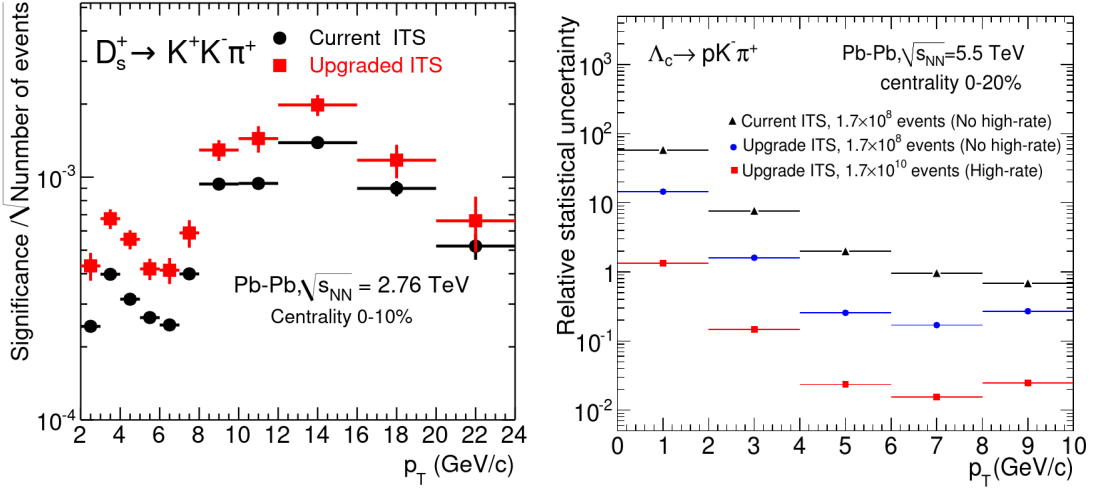 Significance /√Nunmber of events
D_s^+→ K^+K^-π^+
Current ITS
Upgraded ITS
Pb-Pb,√s_NN = 2.76 TeV
Centrality 0-10%
10^-3
10^-4
2 4 6 8 10 12 14 16 18 20 22 24
p_T (GeV/c)
Relative statistical uncertainty
Λ_c→ pK^-π^+
Pb-Pb,√s_NN=5.5 TeV
centrality 0-20%
Current ITS, 1.7×10^8 events (No high-rate)
Upgrade ITS, 1.7×10^8 events (No high-rate)
Upgrade ITS, 1.7×10^10 events (High-rate)
10^3
10^2
10
1
10^-1
10^-2
0 1 2 3 4 5 6 7 8 9 10
p_T(GeV/c)